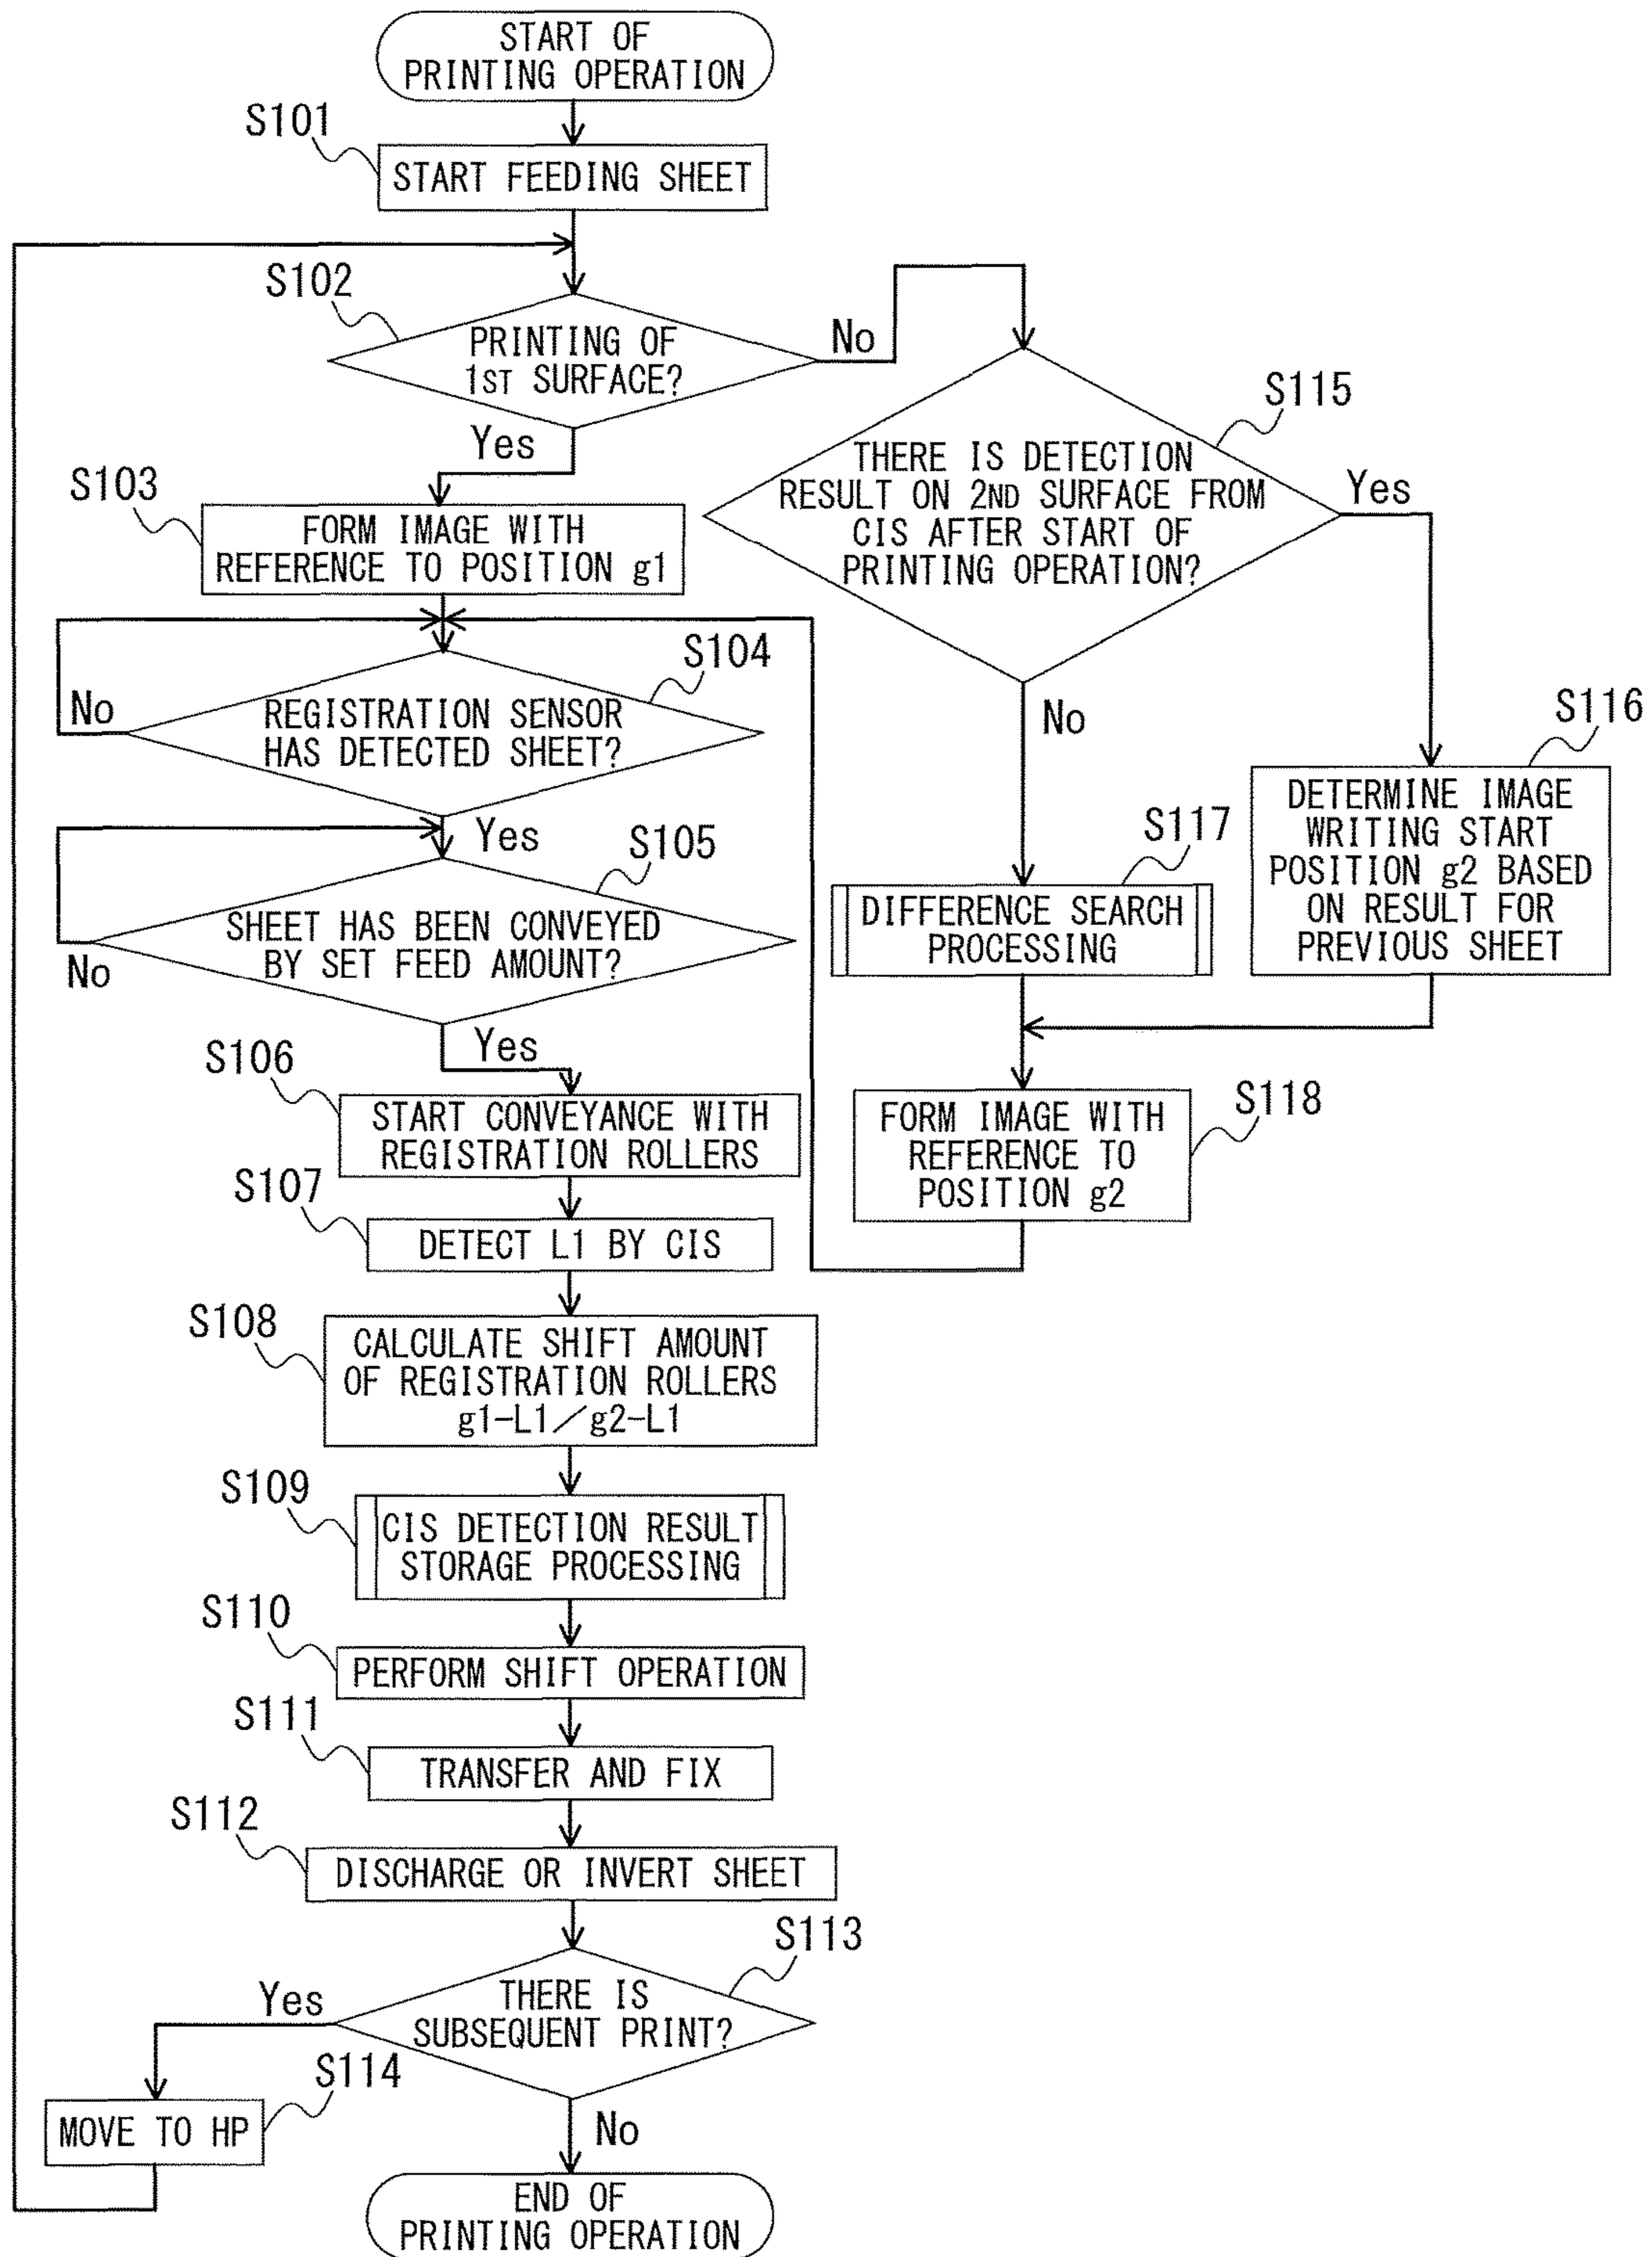 START OF
PRINTING OPERATION
S101
START FEEDING SHEET
S102
PRINTING OF
1ST SURFACE?
No
Yes
S115
THERE IS DETECTION
RESULT ON 2ND SURFACE FROM
CIS AFTER START OF
PRINTING OPERATION?
Yes
No
S103
FORM IMAGE WITH
REFERENCE TO POSITION g1
S104
REGISTRATION SENSOR
HAS DETECTED SHEET?
No
Yes
S116
DETERMINE IMAGE
WRITING START
POSITION g2 BASED
ON RESULT FOR
PREVIOUS SHEET
S117
DIFFERENCE SEARCH
PROCESSING
S105
SHEET HAS BEEN CONVEYED
BY SET FEED AMOUNT?
No
Yes
S106
START CONVEYANCE WITH
REGISTRATION ROLLERS
S118
FORM IMAGE WITH
REFERENCE TO
POSITION g2
S107
DETECT L1 BY CIS
S108
CALCULATE SHIFT AMOUNT
OF REGISTRATION ROLLERS
g1-L1／g2-L1
S109
CIS DETECTION RESULT
STORAGE PROCESSING
S110
PERFORM SHIFT OPERATION
S111
TRANSFER AND FIX
S112
DISCHARGE OR INVERT SHEET
S113
THERE IS
SUBSEQUENT PRINT?
Yes
No
S114
MOVE TO HP
END OF
PRINTING OPERATION